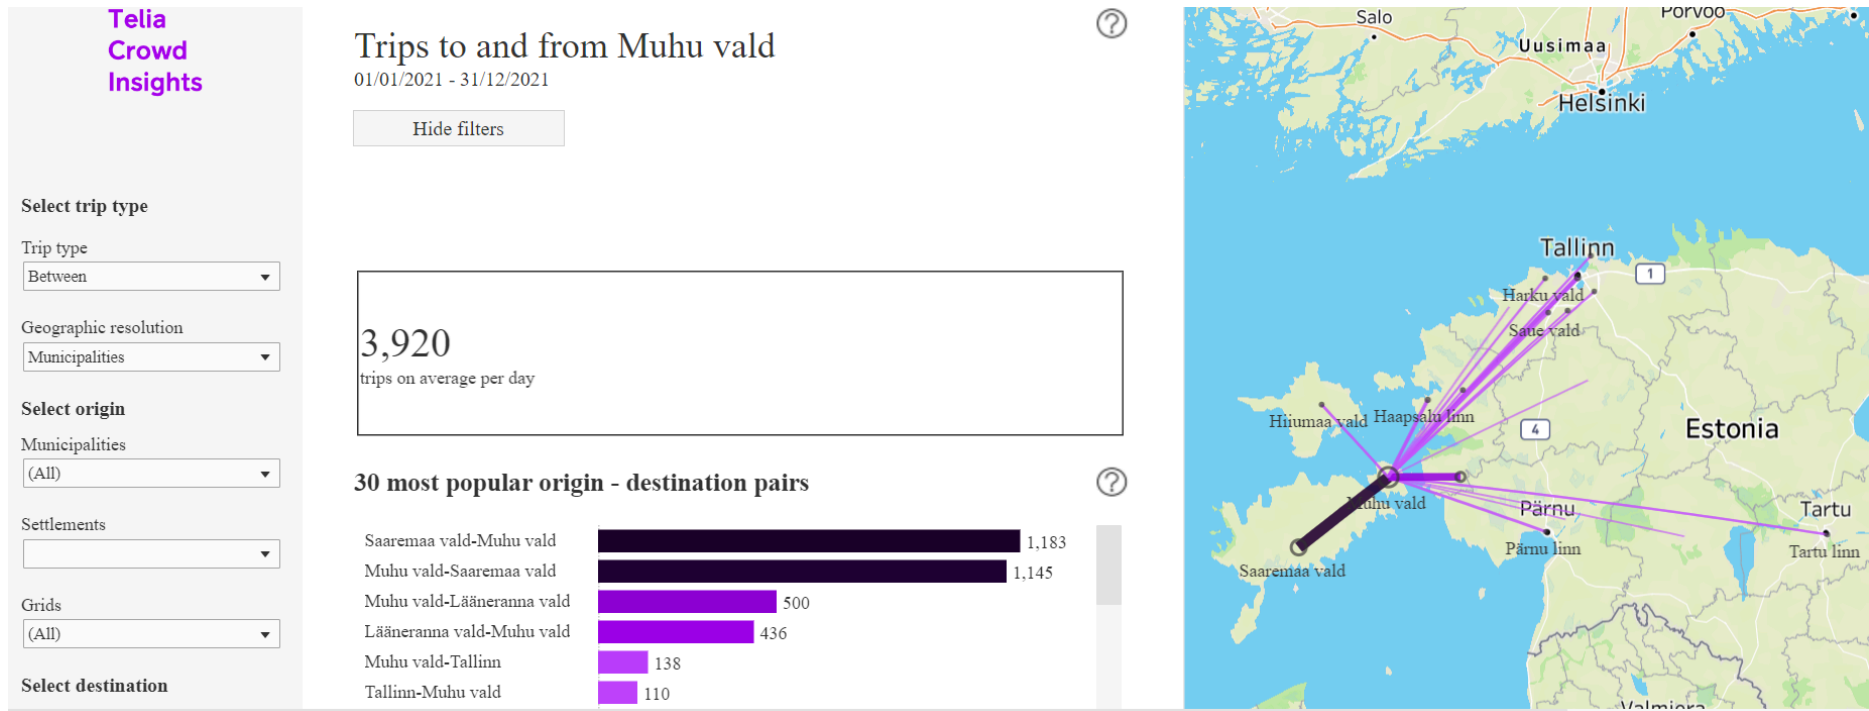 Telia
Crowd
Insights
Select trip type
Trip type
Between
Geographic resolution
Municipalities
Select origin
Municipalities
(All)
Settlements
Grids
(All)
Select destination
Trips to and from Muhu vald
01/01/2021 - 31/12/2021
Hide filters
?
3,920
trips on average per day
30 most popular origin - destination pairs
?
Saaremaa vald-Muhu vald 1,183
Muhu vald-Saaremaa vald 1,145
Muhu vald-Lääneranna vald 500
Lääneranna vald-Muhu vald 436
Muhu vald-Tallinn 138
Tallinn-Muhu vald 110
Salo
Porvoo
Uusimaa
Helsinki
Tallinn
1
Harku vald
Saue vald
Hiiumaa vald
Haapsalu linn
4
Estonia
Muhu vald
Pärnu
Tartu
Pärnu linn
Tartu linn
Saaremaa vald
Valmiera